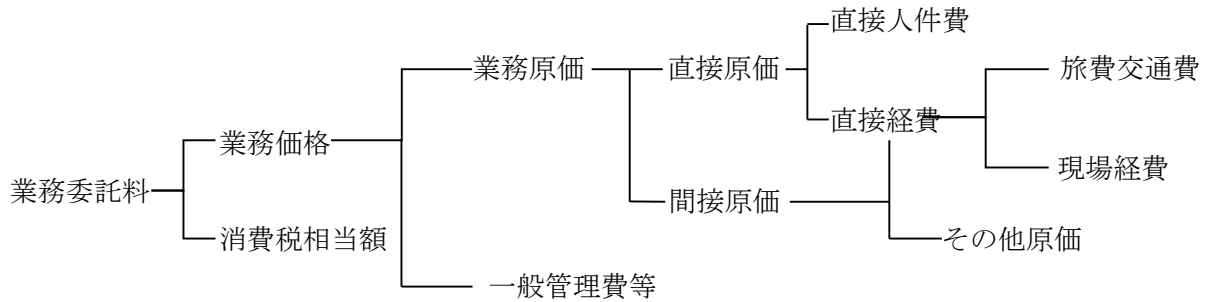 直接人件費
業務原価
直接原価
旅費交通費
直接経費
業務価格
現場経費
業務委託料
間接原価
消費税相当額
その他原価
一般管理費等